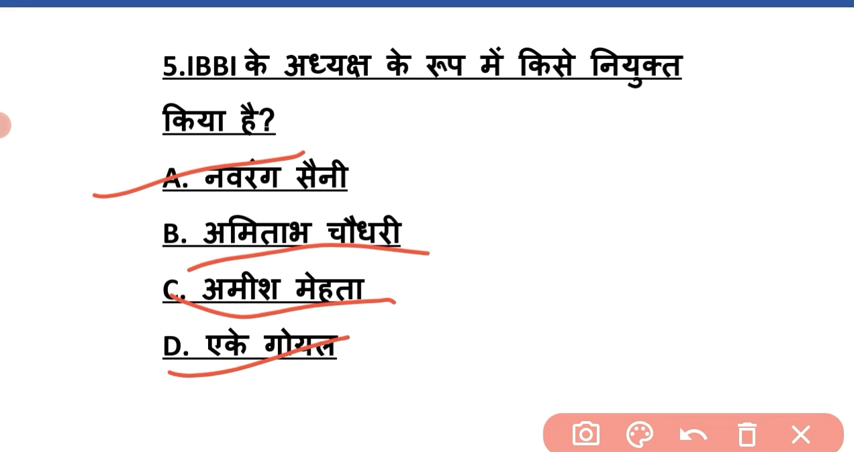 5.IBBI के अध्यक्ष के रूप में किसे नियुक्त
किया है?
A. नवरंग सैनी
B. अमिताभ चौधरी
C. अमीश मेहता
D. एके गोयल